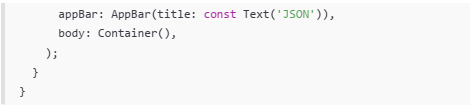 appBar: AppBar(title: const Text('JSON')),
body: Container(),
);
}
}